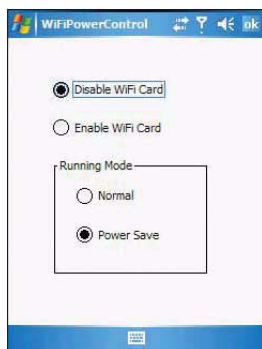 WiFiPowerControl ok
Disable WiFi Card
Enable WiFi Card
Running Mode
Normal
Power Save